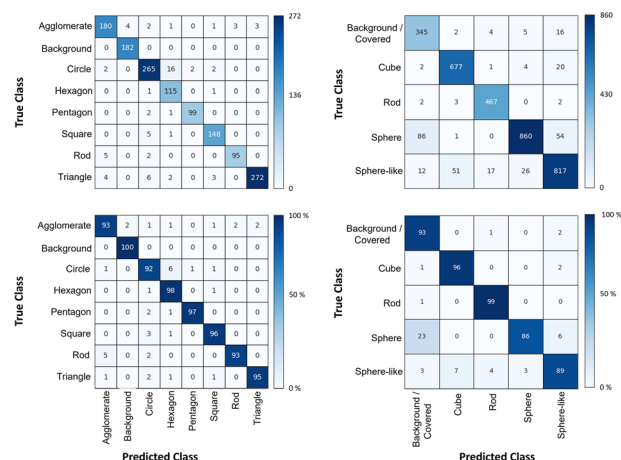 Agglomerate 180 4 2 1 0 1 3 3 272
Background 0 182 0 0 0 0 0 0
Circle 2 0 265 16 2 2 0 0
Hexagon 0 0 1 115 0 0 0 0 136
Pentagon 0 0 2 1 99 0 0 0
Square 0 0 5 1 0 148 0 0
Rod 5 0 2 0 0 0 95 0
Triangle 4 0 6 2 0 3 0 272 0
True Class
Background / Covered 345 2 4 5 16 860
Cube 2 677 1 4 20
Rod 2 3 467 0 2 430
Sphere 86 1 0 860 54
Sphere-like 12 51 17 26 817 0
True Class
Agglomerate 93 2 1 1 0 1 2 2 100 %
Background 0 100 0 0 0 0 0 0
Circle 1 0 92 6 1 1 0 0
Hexagon 0 0 1 98 0 0 0 0 50 %
Pentagon 0 0 2 1 97 0 0 0
Square 0 0 3 1 0 96 0 0
Rod 5 0 2 0 0 0 93 0
Triangle 1 0 2 1 0 1 0 95 0 %
True Class
Agglomerate
Background
Circle
Hexagon
Pentagon
Square
Rod
Triangle
Predicted Class
Background / Covered 93 0 1 0 2 100 %
Cube 1 96 0 0 2
Rod 1 0 99 0 0 50 %
Sphere 23 0 0 86 6
Sphere-like 3 7 4 3 89 0 %
True Class
Background /
Covered
Cube
Rod
Sphere
Sphere-like
Predicted Class